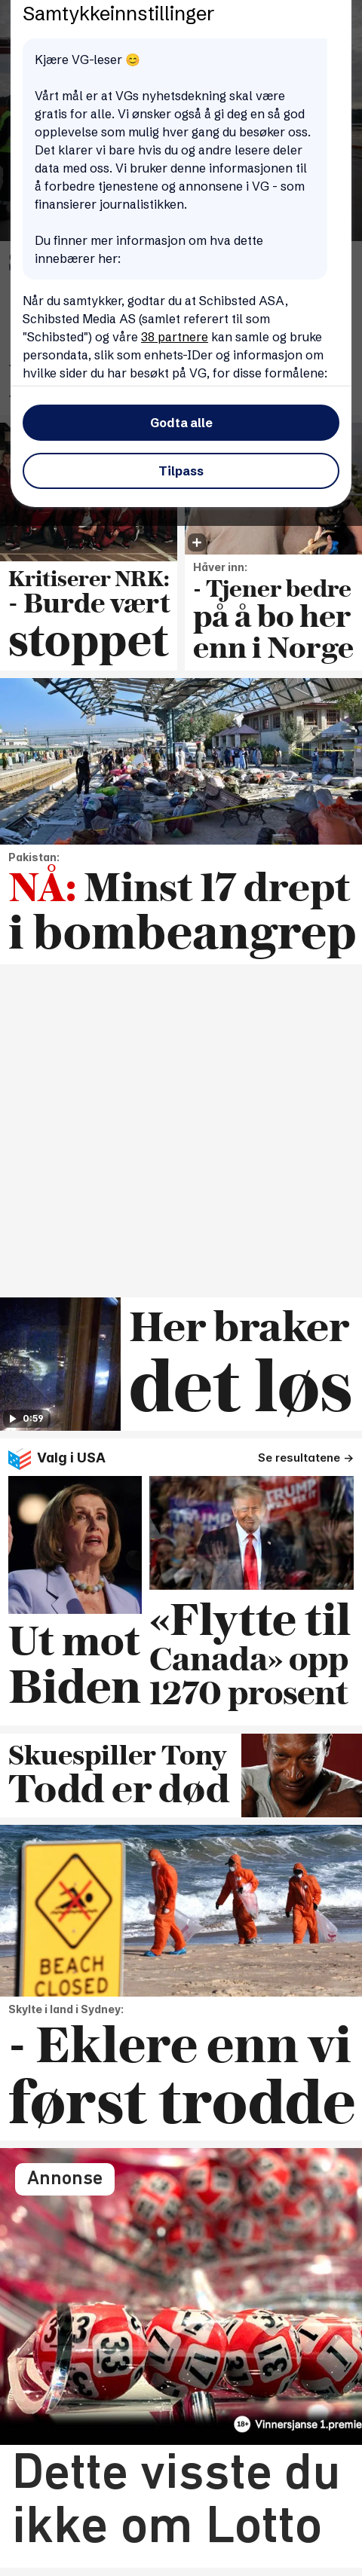 Samtykkeinnstillinger
Kjære VG-leser 😊
Vårt mål er at VGs nyhetsdekning skal være
gratis for alle. Vi ønsker også å gi deg en så god
opplevelse som mulig hver gang du besøker oss.
Det klarer vi bare hvis du og andre lesere deler
data med oss. Vi bruker denne informasjonen til
å forbedre tjenestene og annonsene i VG - som
finansierer journalistikken.
Du finner mer informasjon om hva dette
innebærer her:
Når du samtykker, godtar du at Schibsted ASA,
Schibsted Media AS (samlet referert til som
"Schibsted") og våre 38 partnere kan samle og bruke
persondata, slik som enhets-IDer og informasjon om
hvilke sider du har besøkt på VG, for disse formålene:
Godta alle
Tilpass
Kritiserer NRK:
- Burde vært
stoppet
Håver inn:
- Tjener bedre
på å bo her
enn i Norge
Pakistan:
NÅ: Minst 17 drept
i bombeangrep
0:59
Her braker
det løs
Valg i USA
Se resultatene →
Ut mot
Biden
TRUMP
«Flytte til
Canada» opp
1270 prosent
Skuespiller Tony
Todd er død
BEACH
CLOSED
Skylte i land i Sydney:
- Eklere enn vi
først trodde
Annonse
33
17
1
18+ Vinnersjanse 1.premie
Dette visste du
ikke om Lotto